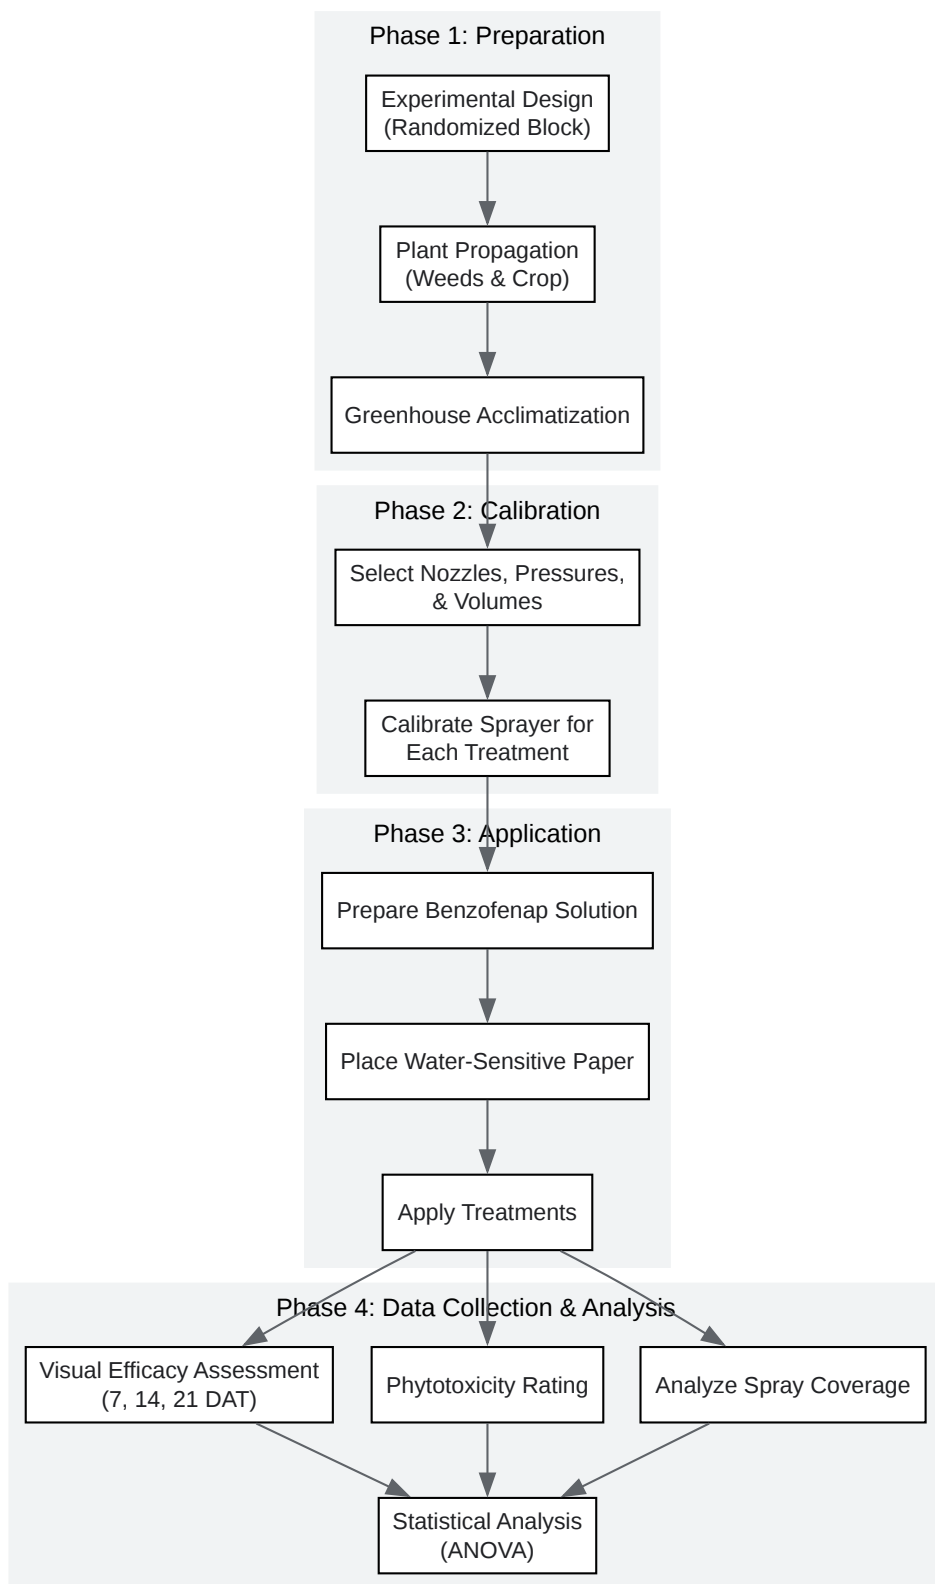 Phase 1: Preparation
Experimental Design
(Randomized Block)
Plant Propagation
(Weeds & Crop)
Greenhouse Acclimatization
Phase 2: Calibration
Select Nozzles, Pressures,
& Volumes
Calibrate Sprayer for
Each Treatment
Phase 3: Application
Prepare Benzofenap Solution
Place Water-Sensitive Paper
Apply Treatments
Phase 4: Data Collection & Analysis
Visual Efficacy Assessment
(7, 14, 21 DAT)
Phytotoxicity Rating
Analyze Spray Coverage
Statistical Analysis
(ANOVA)